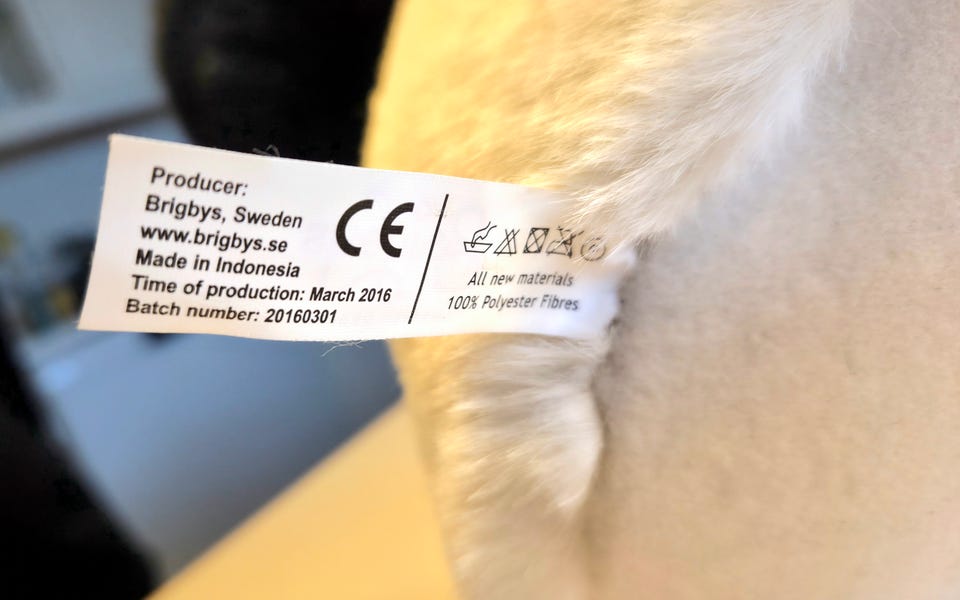 Producer:
Brigbys, Sweden
www.brigbys.se
Made in Indonesia
Time of production: March 2016
Batch number: 20160301
CE
All new materials
100% Polyester Fibres